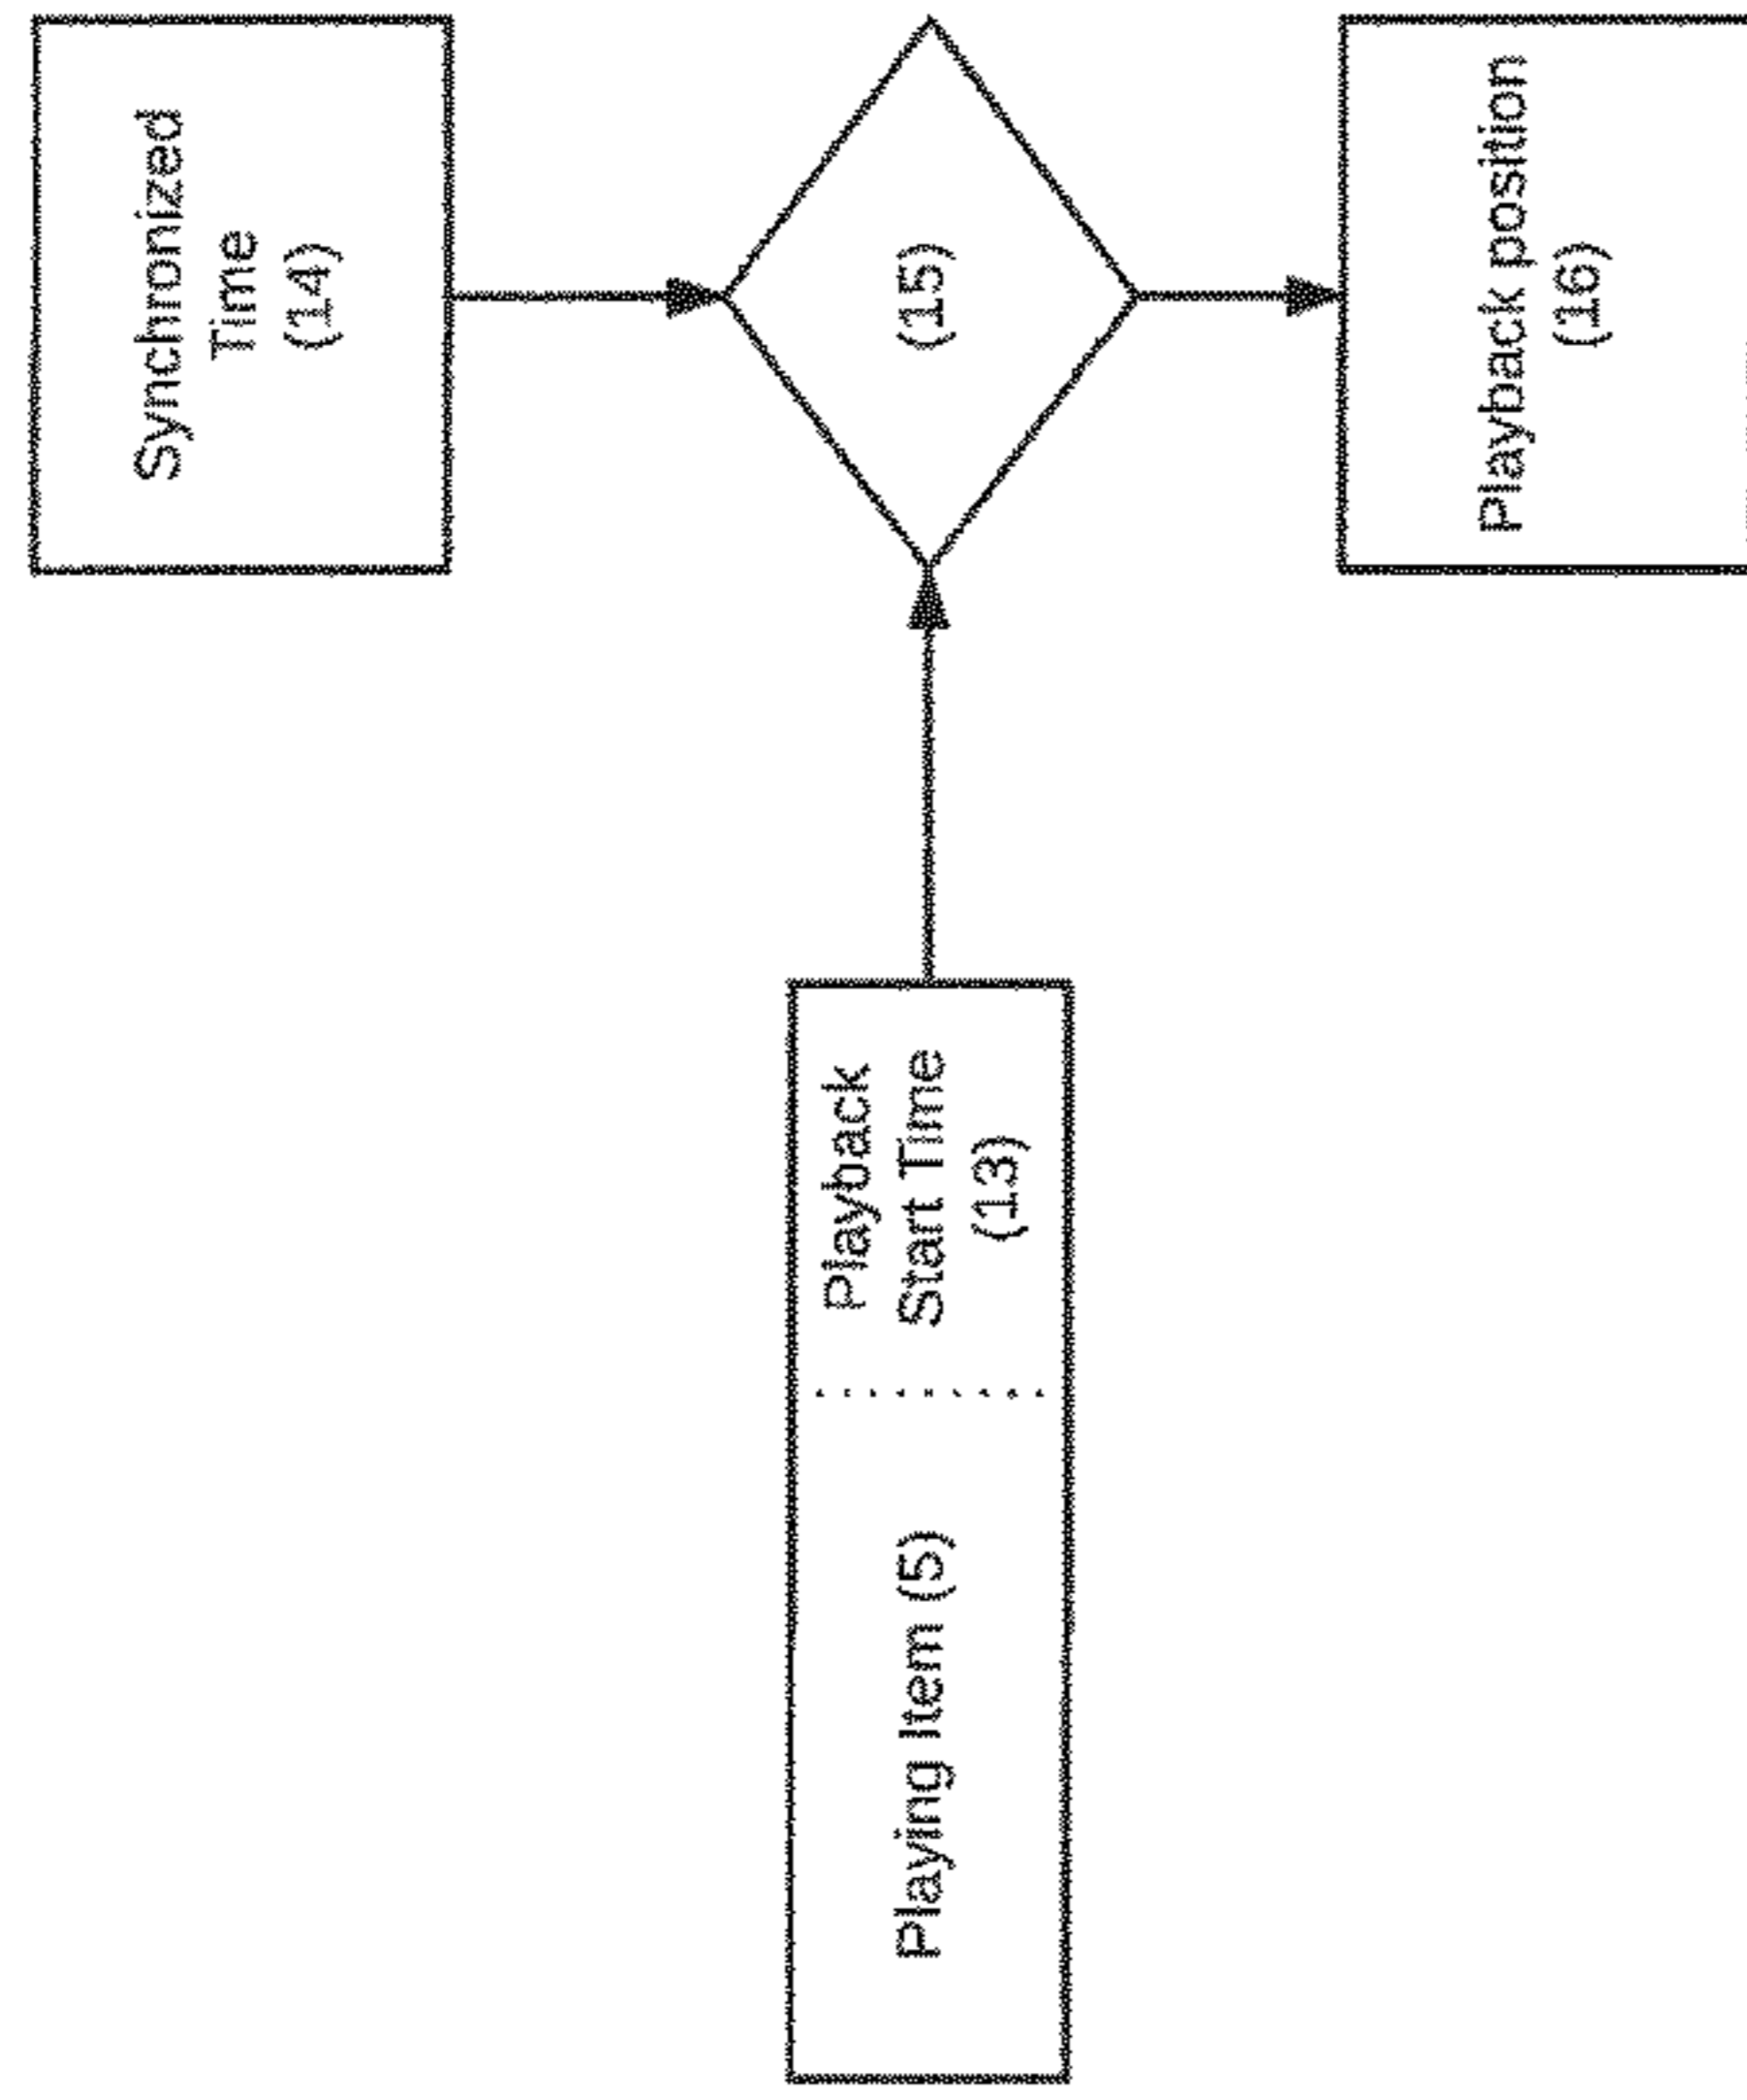 Synchronized
Time
(14)
Playing Item (5)
Playback
Start Time
(13)
(15)
Playback position
(16)